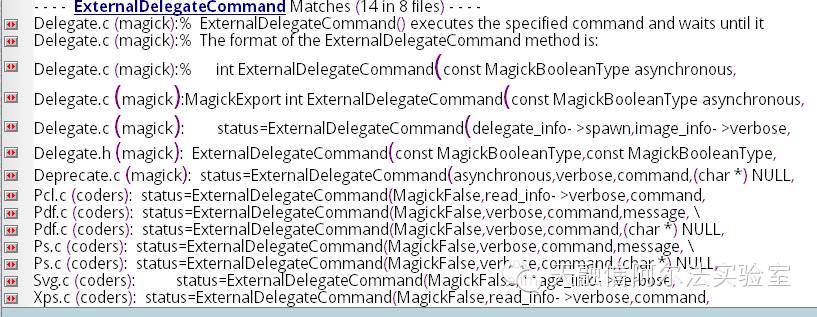 - - - - ExternalDelegateCommand Matches (14 in 8 files) - - - -
Delegate.c (magick):% ExternalDelegateCommand() executes the specified command and waits until it
Delegate.c (magick):% The format of the ExternalDelegateCommand method is:
Delegate.c (magick):% int ExternalDelegateCommand(const MagickBooleanType asynchronous,
Delegate.c (magick):MagickExport int ExternalDelegateCommand(const MagickBooleanType asynchronous,
Delegate.c (magick): status=ExternalDelegateCommand(delegate_info- >spawn,image_info- >verbose,
Delegate.h (magick): ExternalDelegateCommand(const MagickBooleanType,const MagickBooleanType,
Deprecate.c (magick): status=ExternalDelegateCommand(asynchronous,verbose,command,(char *) NULL,
Pcl.c (coders): status=ExternalDelegateCommand(MagickFalse,read_info- >verbose,command,
Pdf.c (coders): status=ExternalDelegateCommand(MagickFalse,verbose,command,message, \
Pdf.c (coders): status=ExternalDelegateCommand(MagickFalse,verbose,command,(char *) NULL,
Ps.c (coders): status=ExternalDelegateCommand(MagickFalse,verbose,command,message, \
Ps.c (coders): status=ExternalDelegateCommand(MagickFalse,verbose,command,(char *) NULL,
Svg.c (coders): status=ExternalDelegateCommand(MagickFalse,image_info- >verbose,
Xps.c (coders): status=ExternalDelegateCommand(MagickFalse,read_info- >verbose,command,
天融信阿尔法实验室